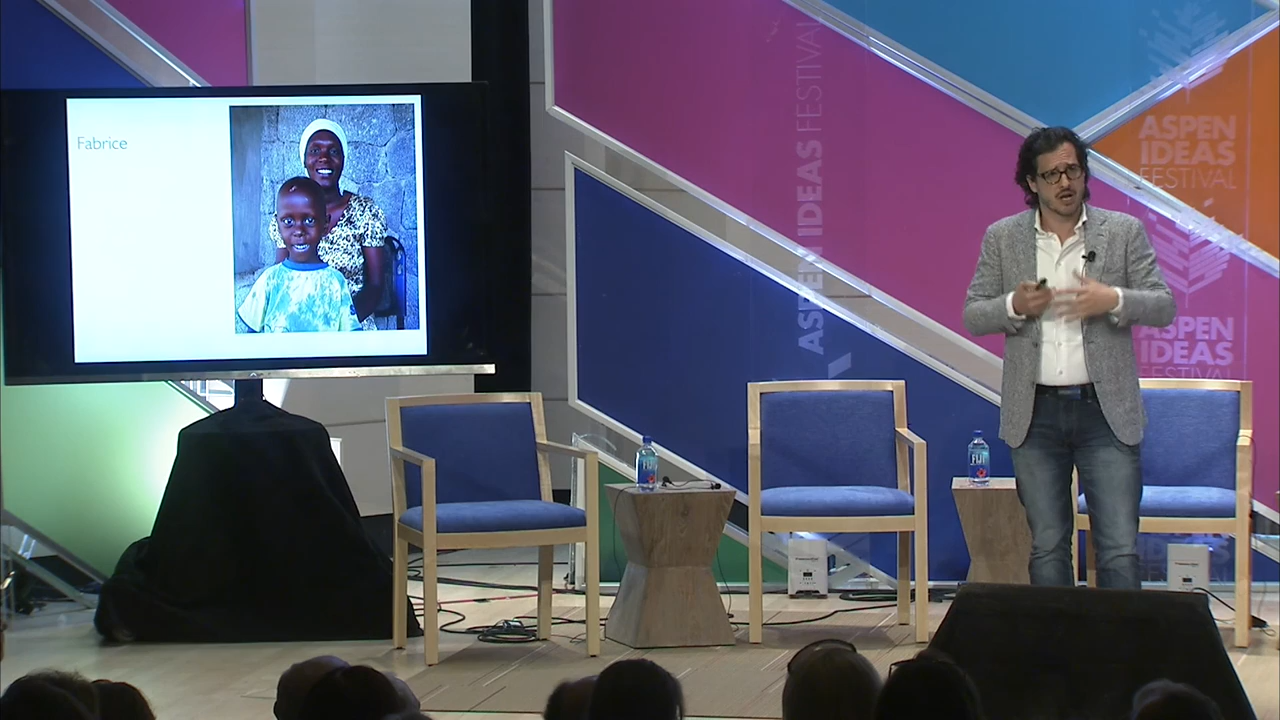 Fabrice
ASPEN IDEAS FESTIVAL
ASPEN
IDEAS
FESTIVAL
ASPEN
IDEAS
FESTIVAL
FIJI
FIJI